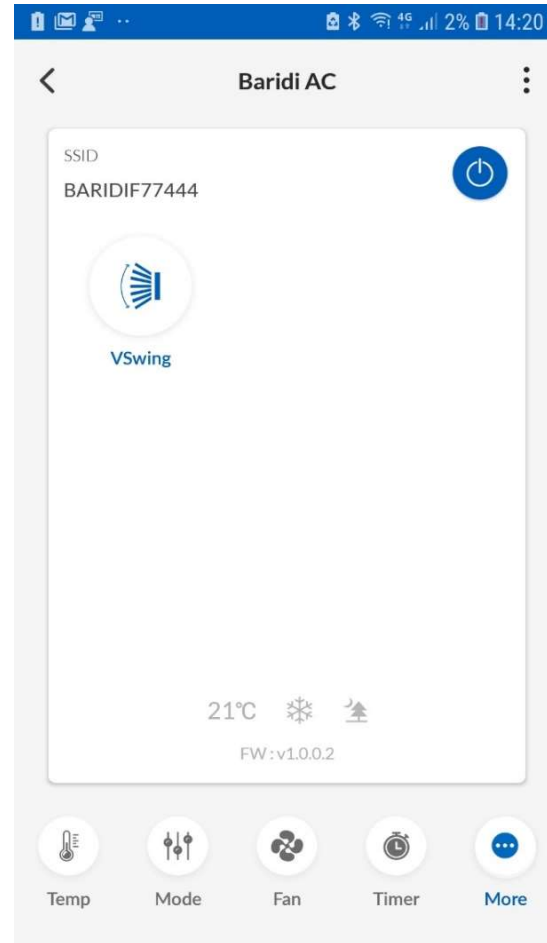 4G 2% 14:20
Baridi AC
SSID
BARIDIF77444
VSwing
21°C
FW : v1.0.0.2
Temp Mode Fan Timer More